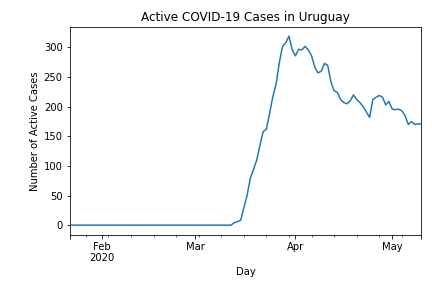 Active COVID-19 Cases in Uruguay
Number of Active Cases
300
250
200
150
100
50
0
Feb
2020
Mar
Apr
May
Day